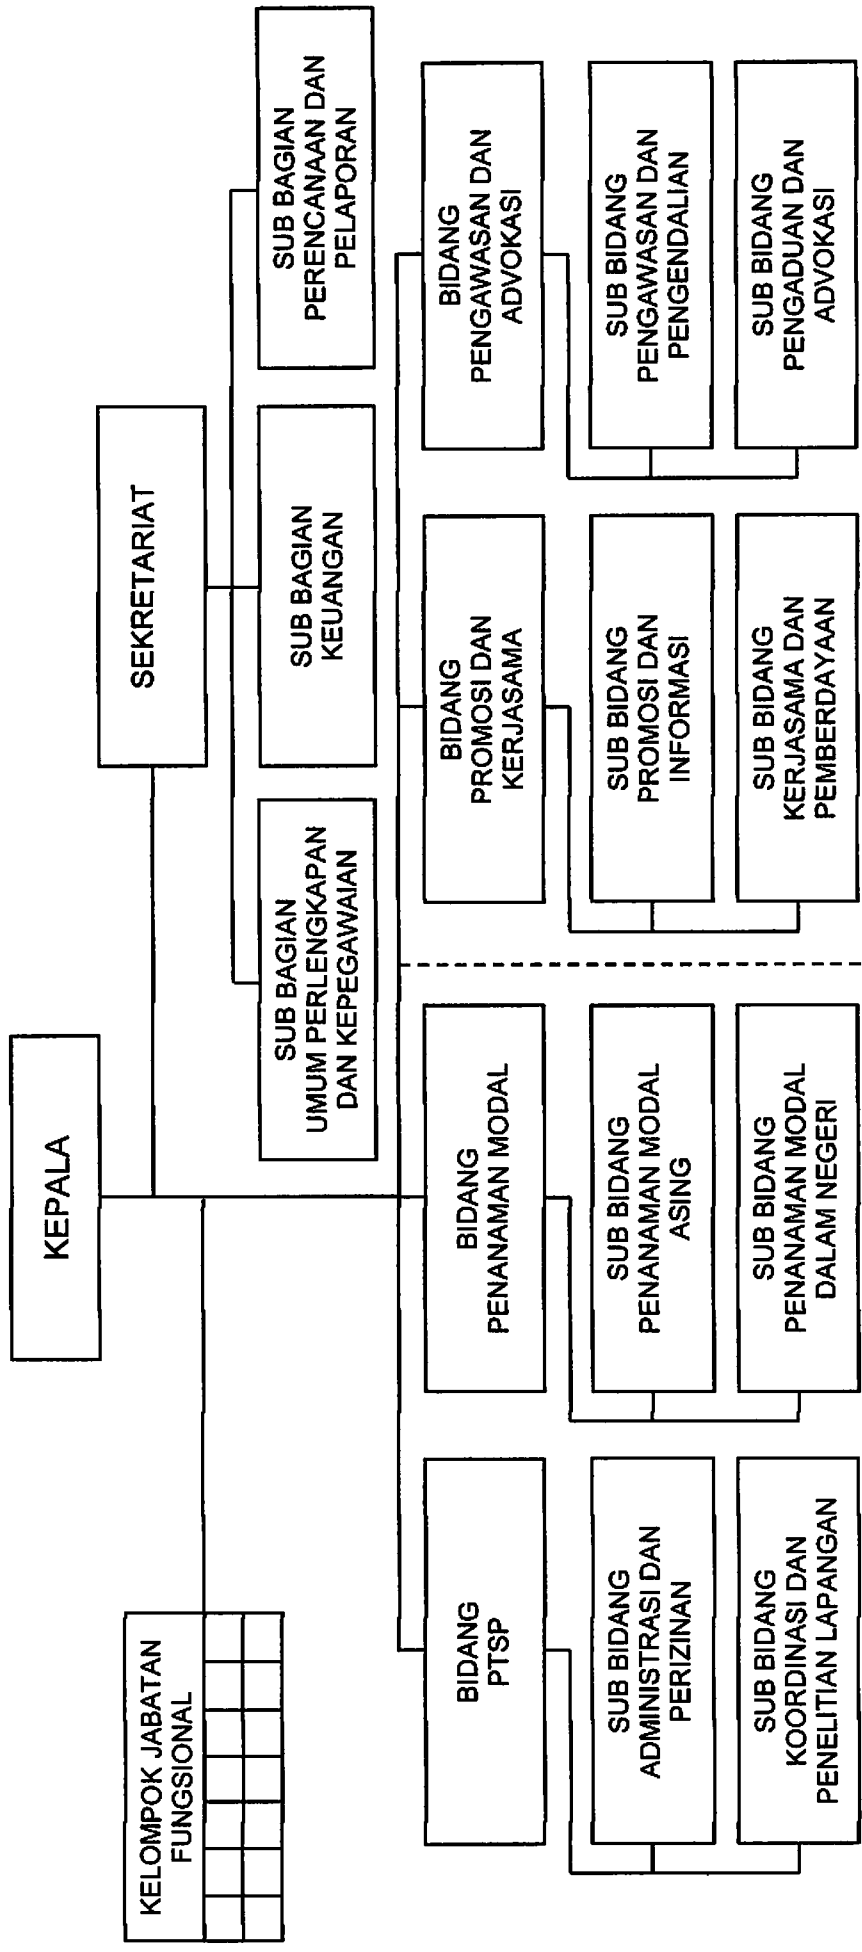 KEPALA
KELOMPOK JABATAN
FUNGSIONAL
SEKRETARIAT
SUB BAGIAN
UMUM PERLENGKAPAN
DAN KEPEGAWAIAN
SUB BAGIAN
KEUANGAN
SUB BAGIAN
PERENCANAAN DAN
PELAPORAN
BIDANG
PTSP
BIDANG
PENANAMAN MODAL
BIDANG
PROMOSI DAN
KERJASAMA
BIDANG
PENGAWASAN DAN
ADVOKASI
SUB BIDANG
ADMINISTRASI DAN
PERIZINAN
SUB BIDANG
PENANAMAN MODAL
ASING
SUB BIDANG
PROMOSI DAN
INFORMASI
SUB BIDANG
PENGAWASAN DAN
PENGENDALIAN
SUB BIDANG
KOORDINASI DAN
PENELITIAN LAPANGAN
SUB BIDANG
PENANAMAN MODAL
DALAM NEGERI
SUB BIDANG
KERJASAMA DAN
PEMBERDAYAAN
SUB BIDANG
PENGADUAN DAN
ADVOKASI